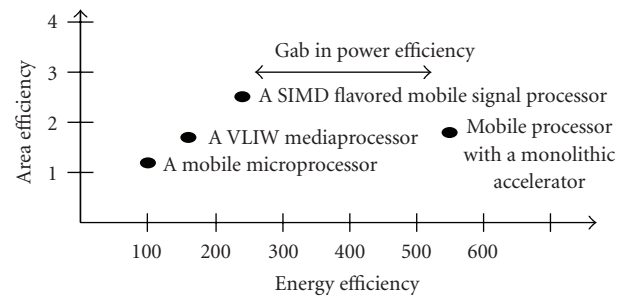 4
3
2
1
Area efficiency
Gab in power efficiency
A SIMD flavored mobile signal processor
A VLIW mediaprocessor
A mobile microprocessor
Mobile processor
with a monolithic
accelerator
100 200 300 400 500 600
Energy efficiency